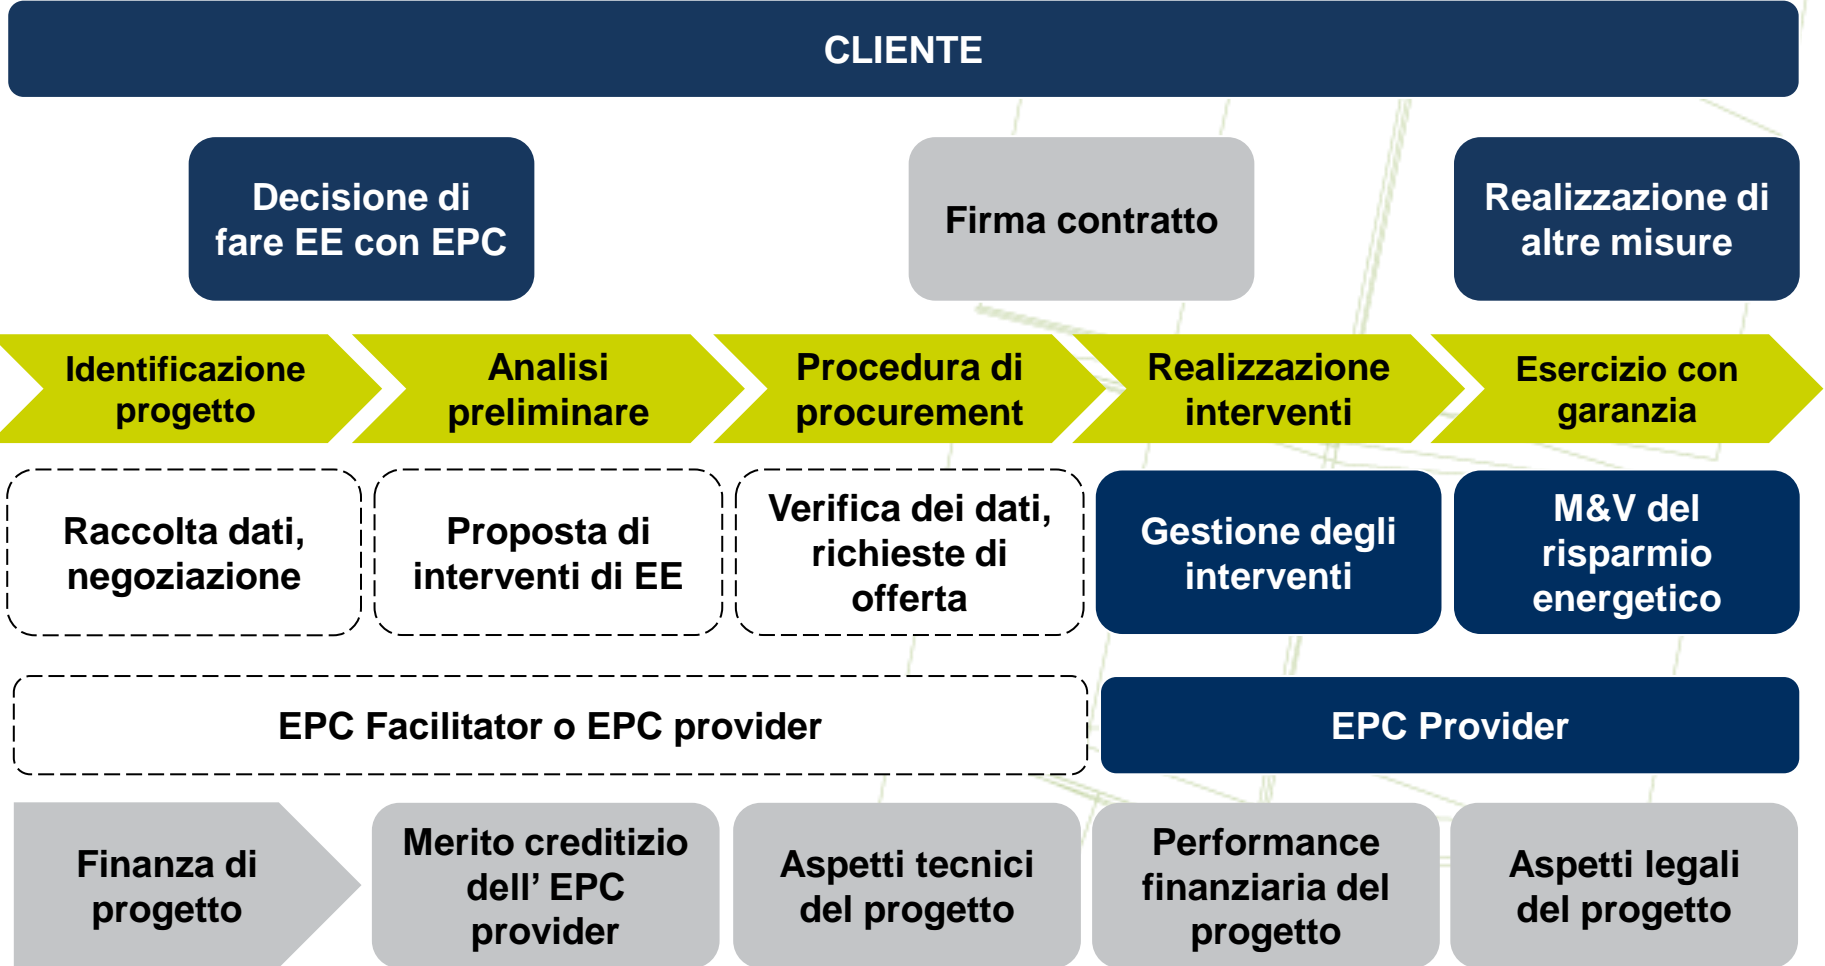 CLIENTE
Decisione di
fare EE con EPC
Firma contratto
Realizzazione di
altre misure
Identificazione
progetto
Analisi
preliminare
Procedura di
procurement
Realizzazione
interventi
Esercizio con
garanzia
Raccolta dati,
negoziazione
Proposta di
interventi di EE
Verifica dei dati,
richieste di
offerta
Gestione degli
interventi
M&V del
risparmio
energetico
EPC Facilitator o EPC provider
EPC Provider
Finanza di
progetto
Merito creditizio
dell’ EPC
provider
Aspetti tecnici
del progetto
Performance
finanziaria del
progetto
Aspetti legali
del progetto